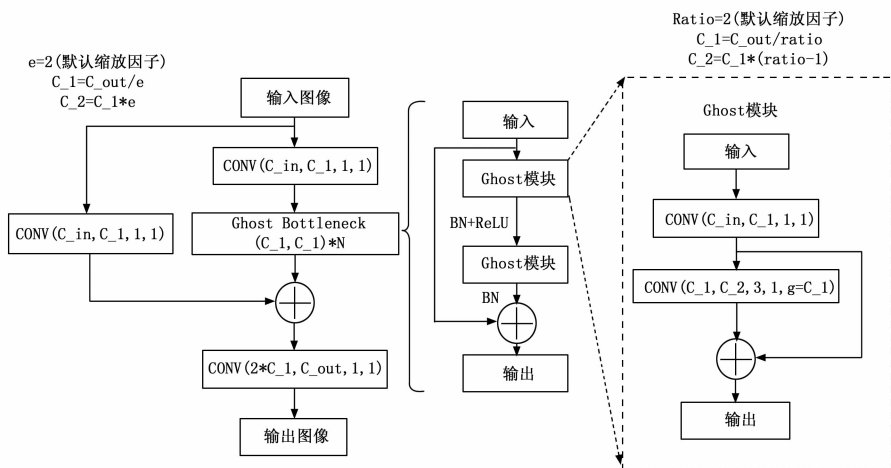 e=2(默认缩放因子)
C_1=C_out/e
C_2=C_1*e
输入图像
CONV(C_in,C_1,1,1)
CONV(C_in,C_1,1,1)
Ghost Bottleneck
(C_1,C_1)*N
CONV(2*C_1,C_out,1,1)
输出图像
输入
Ghost模块
BN+ReLU
Ghost模块
BN
输出
Ratio=2(默认缩放因子)
C_1=C_out/ratio
C_2=C_1*(ratio-1)
Ghost模块
输入
CONV(C_in,C_1,1,1)
CONV(C_1,C_2,3,1,g=C_1)
输出